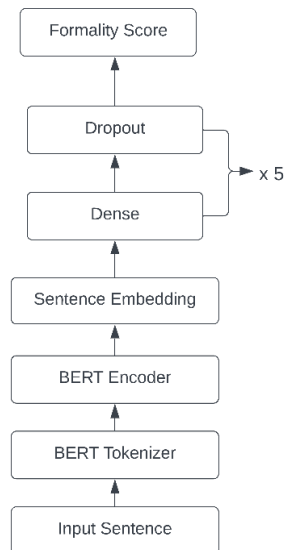 Formality Score
Dropout
x 5
Dense
Sentence Embedding
BERT Encoder
BERT Tokenizer
Input Sentence